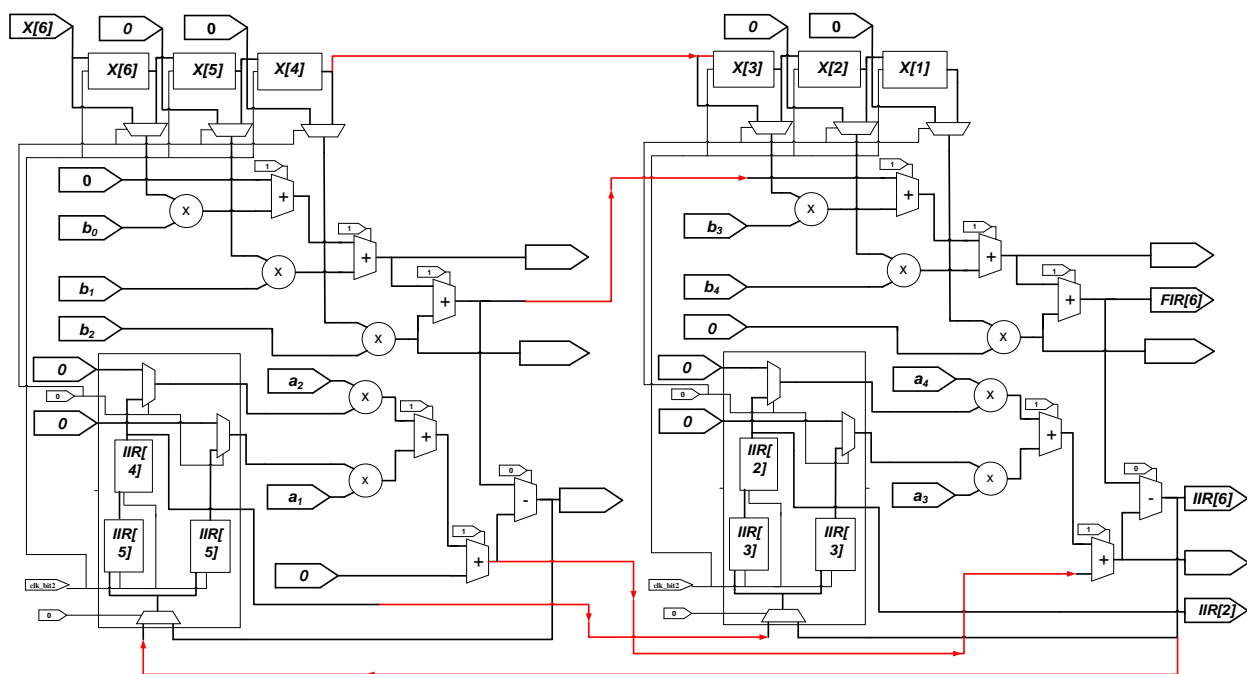 X[6] 0 0 0 0
X[6] X[5] X[4] X[3] X[2] X[1]
1 1
0 + +
x x
b0 1 b3 1
+ +
x x
b1 1 b4 1
+ + FIR[6]
b2 x 0 x
0 a2 x 0 a4 x
0 1 0 1
0 + 0 +
IIR[4] x IIR[2] x
a1 0 a3 0
- - IIR[6]
IIR[5] IIR[5] 1 IIR[3] IIR[3] 1
+ +
clk_bit2 0 clk_bit2
0 0 IIR[2]